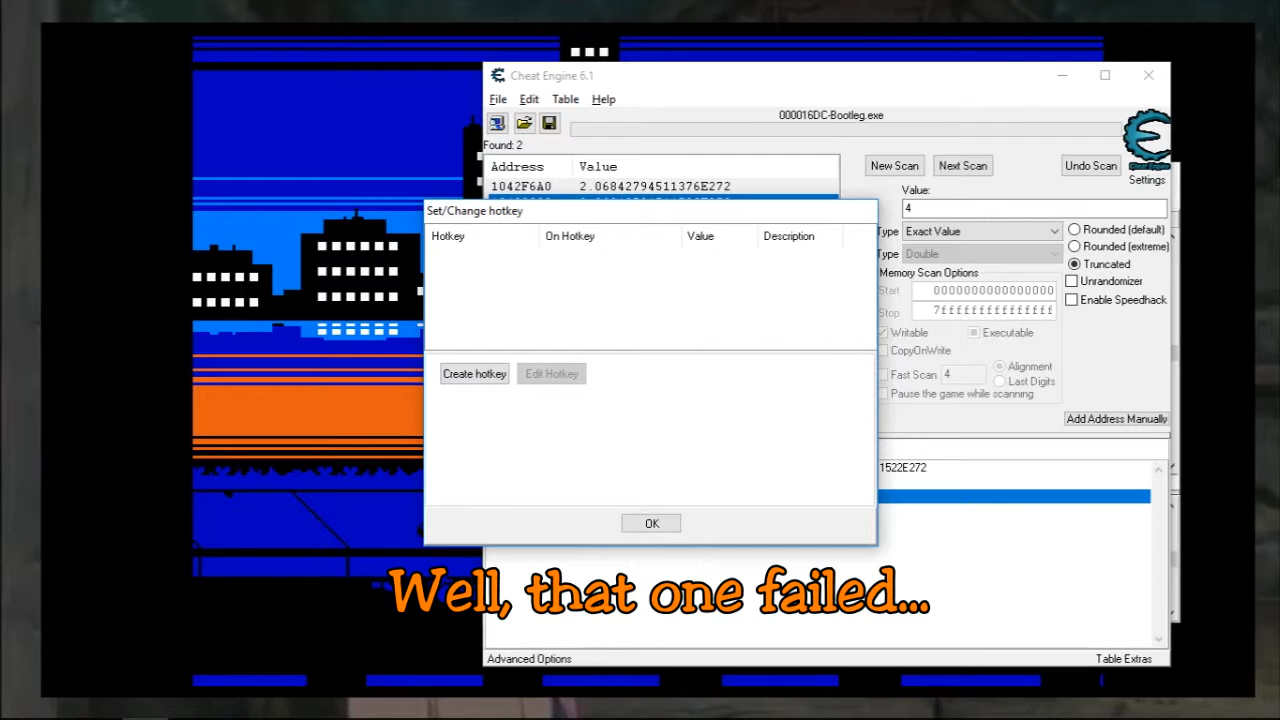 Cheat Engine 6.1
File Edit Table Help
000016DC-Bootleg.exe
Found: 2
Address Value
1042F6A0 2.06842794511376E272
New Scan Next Scan Undo Scan
Cheat Engine
Settings
Value:
4
Type Exact Value
Type Double
Rounded (default)
Rounded (extreme)
Truncated
Unrandomizer
Enable Speedhack
Memory Scan Options
Start 0000000000000000
Stop 7fffffffffffffff
Writable Executable
CopyOnWrite
Fast Scan 4
Alignment
Last Digits
Pause the game while scanning
Add Address Manually
1522E272
Set/Change hotkey
Hotkey On Hotkey Value Description
Create hotkey Edit Hotkey
OK
Well, that one failed...
Advanced Options Table Extras